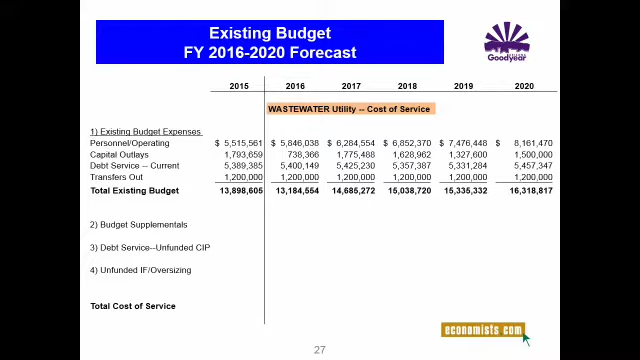 Existing Budget
FY 2016-2020 Forecast
Goodyear
2015 2016 2017 2018 2019 2020
WASTEWATER Utility -- Cost of Service
1) Existing Budget Expenses
Personnel/Operating $ 5,515,561 $ 5,846,038 $ 6,284,554 $ 6,852,370 $ 7,476,448 $ 8,161,470
Capital Outlays 1,793,659 738,366 1,775,488 1,628,962 1,327,600 1,500,000
Debt Service -- Current 5,389,385 5,400,149 5,425,230 5,357,387 5,331,284 5,457,347
Transfers Out 1,200,000 1,200,000 1,200,000 1,200,000 1,200,000 1,200,000
Total Existing Budget 13,898,605 13,184,554 14,685,272 15,038,720 15,335,332 16,318,817
2) Budget Supplementals
3) Debt Service--Unfunded CIP
4) Unfunded IF/Oversizing
Total Cost of Service
economists.com
27